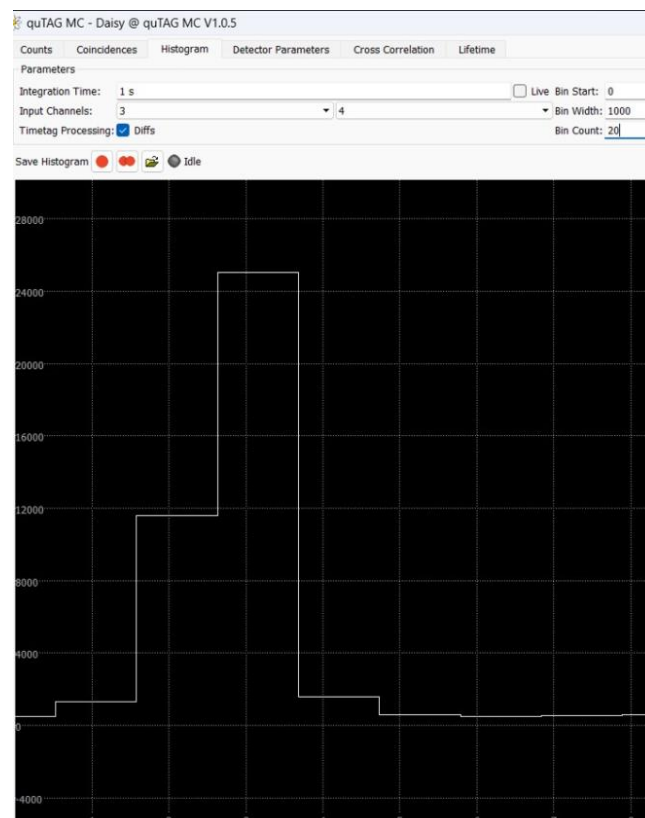 quTAG MC - Daisy @ quTAG MC V1.0.5
Counts Coincidences Histogram Detector Parameters Cross Correlation Lifetime
Parameters
Integration Time: 1 s Live Bin Start: 0
Input Channels: 3 4 Bin Width: 1000
Timetag Processing: Diffs Bin Count: 20
Save Histogram Idle
28000
24000
20000
16000
12000
8000
4000
0
-4000